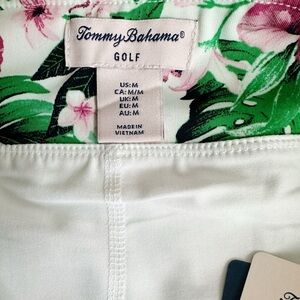 Tommy Bahama®
GOLF
US: M
CA: M/M
UK: M
EU: M
AU: M
MADE IN
VIETNAM